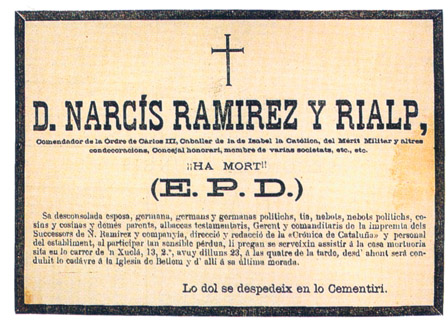 D. NARCÍS RAMIREZ Y RIALP,
Comendador de la Ordre de Cárlos III, Caballer de la de Isabel la Católica, del Mérit Militar y altres
condecoracions, Concejal honorari, membre de varias societats, etc., etc.
¡¡HA MORT!!
(E. P. D.)
Sa desconsolada esposa, germana, germans y germanas politichs, tia, nebots, nebots politichs, co-
sins y cosinas y demés parents, albaceas testamentaris, Gerent y comanditaria de la imprempta dels
Successors de N. Ramirez y companyía, direcció y redacció de la «Crónica de Cataluña» y personal
del establiment, al participar tan sensible pérdua, li pregan se serveixin assistir á la casa mortuoria
sita en lo carrer de 'n Xuclá, 13, 2.º, avuy dilluns 23, á las quatre de la tarde, desd' ahont será con-
duhit lo cadávre á la Iglesia de Betlem y d' allí á sa última morada.
Lo dol se despedeix en lo Cementiri.